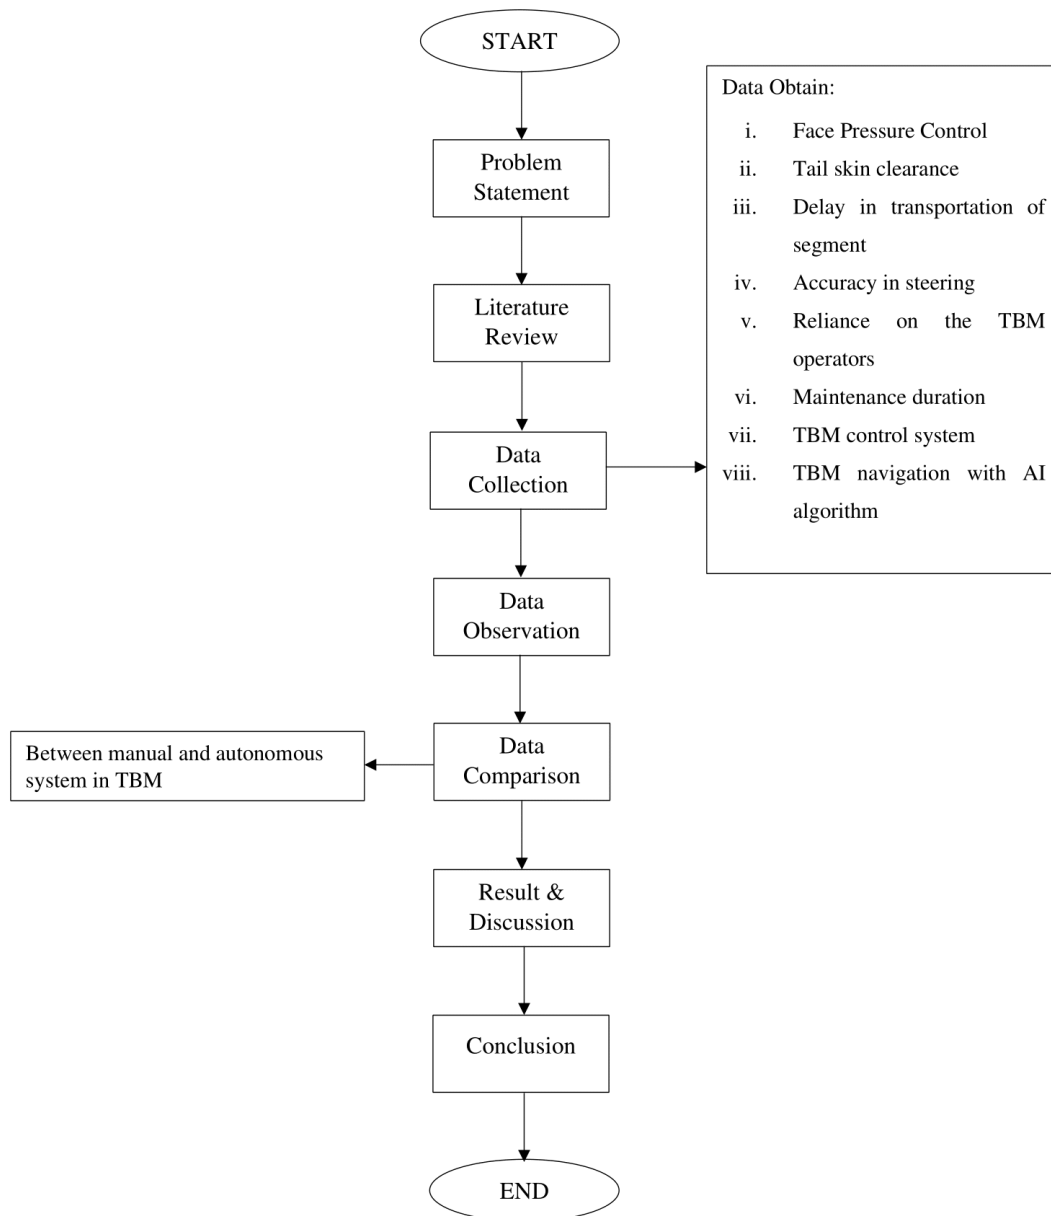 START
Problem
Statement
Literature
Review
Data
Collection
Data Obtain:
i. Face Pressure Control
ii. Tail skin clearance
iii. Delay in transportation of
segment
iv. Accuracy in steering
v. Reliance on the TBM
operators
vi. Maintenance duration
vii. TBM control system
viii. TBM navigation with AI
algorithm
Data
Observation
Data
Comparison
Between manual and autonomous
system in TBM
Result &
Discussion
Conclusion
END